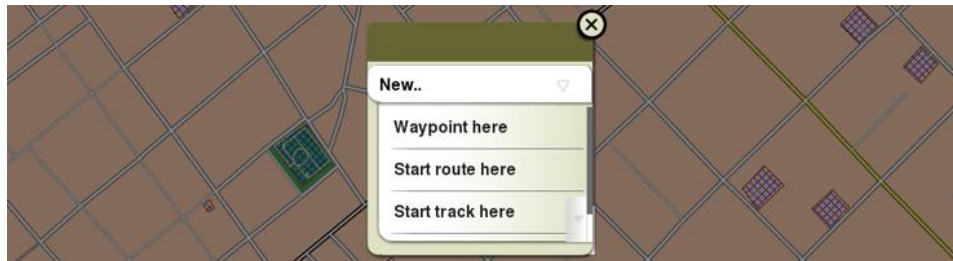 New..
Waypoint here
Start route here
Start track here